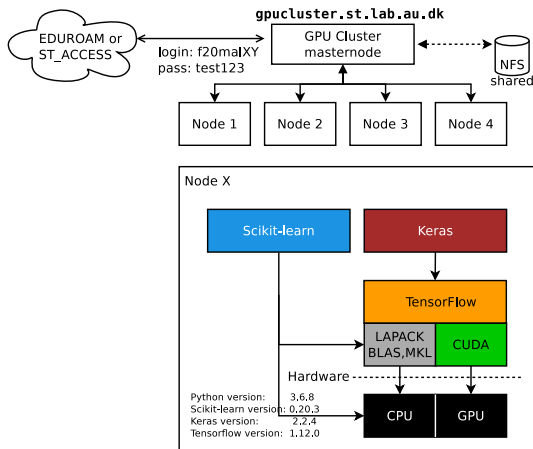 gpucluster.st.lab.au.dk
EDUROAM or
ST_ACCESS
login: f20malXY
pass: test123
GPU Cluster
masternode
NFS
shared
Node 1
Node 2
Node 3
Node 4
Node X
Scikit-learn
Keras
TensorFlow
LAPACK
BLAS,MKL
CUDA
Hardware
Python version: 3.6.8
Scikit-learn version: 0.20.3
Keras version: 2.2.4
Tensorflow version: 1.12.0
CPU
GPU